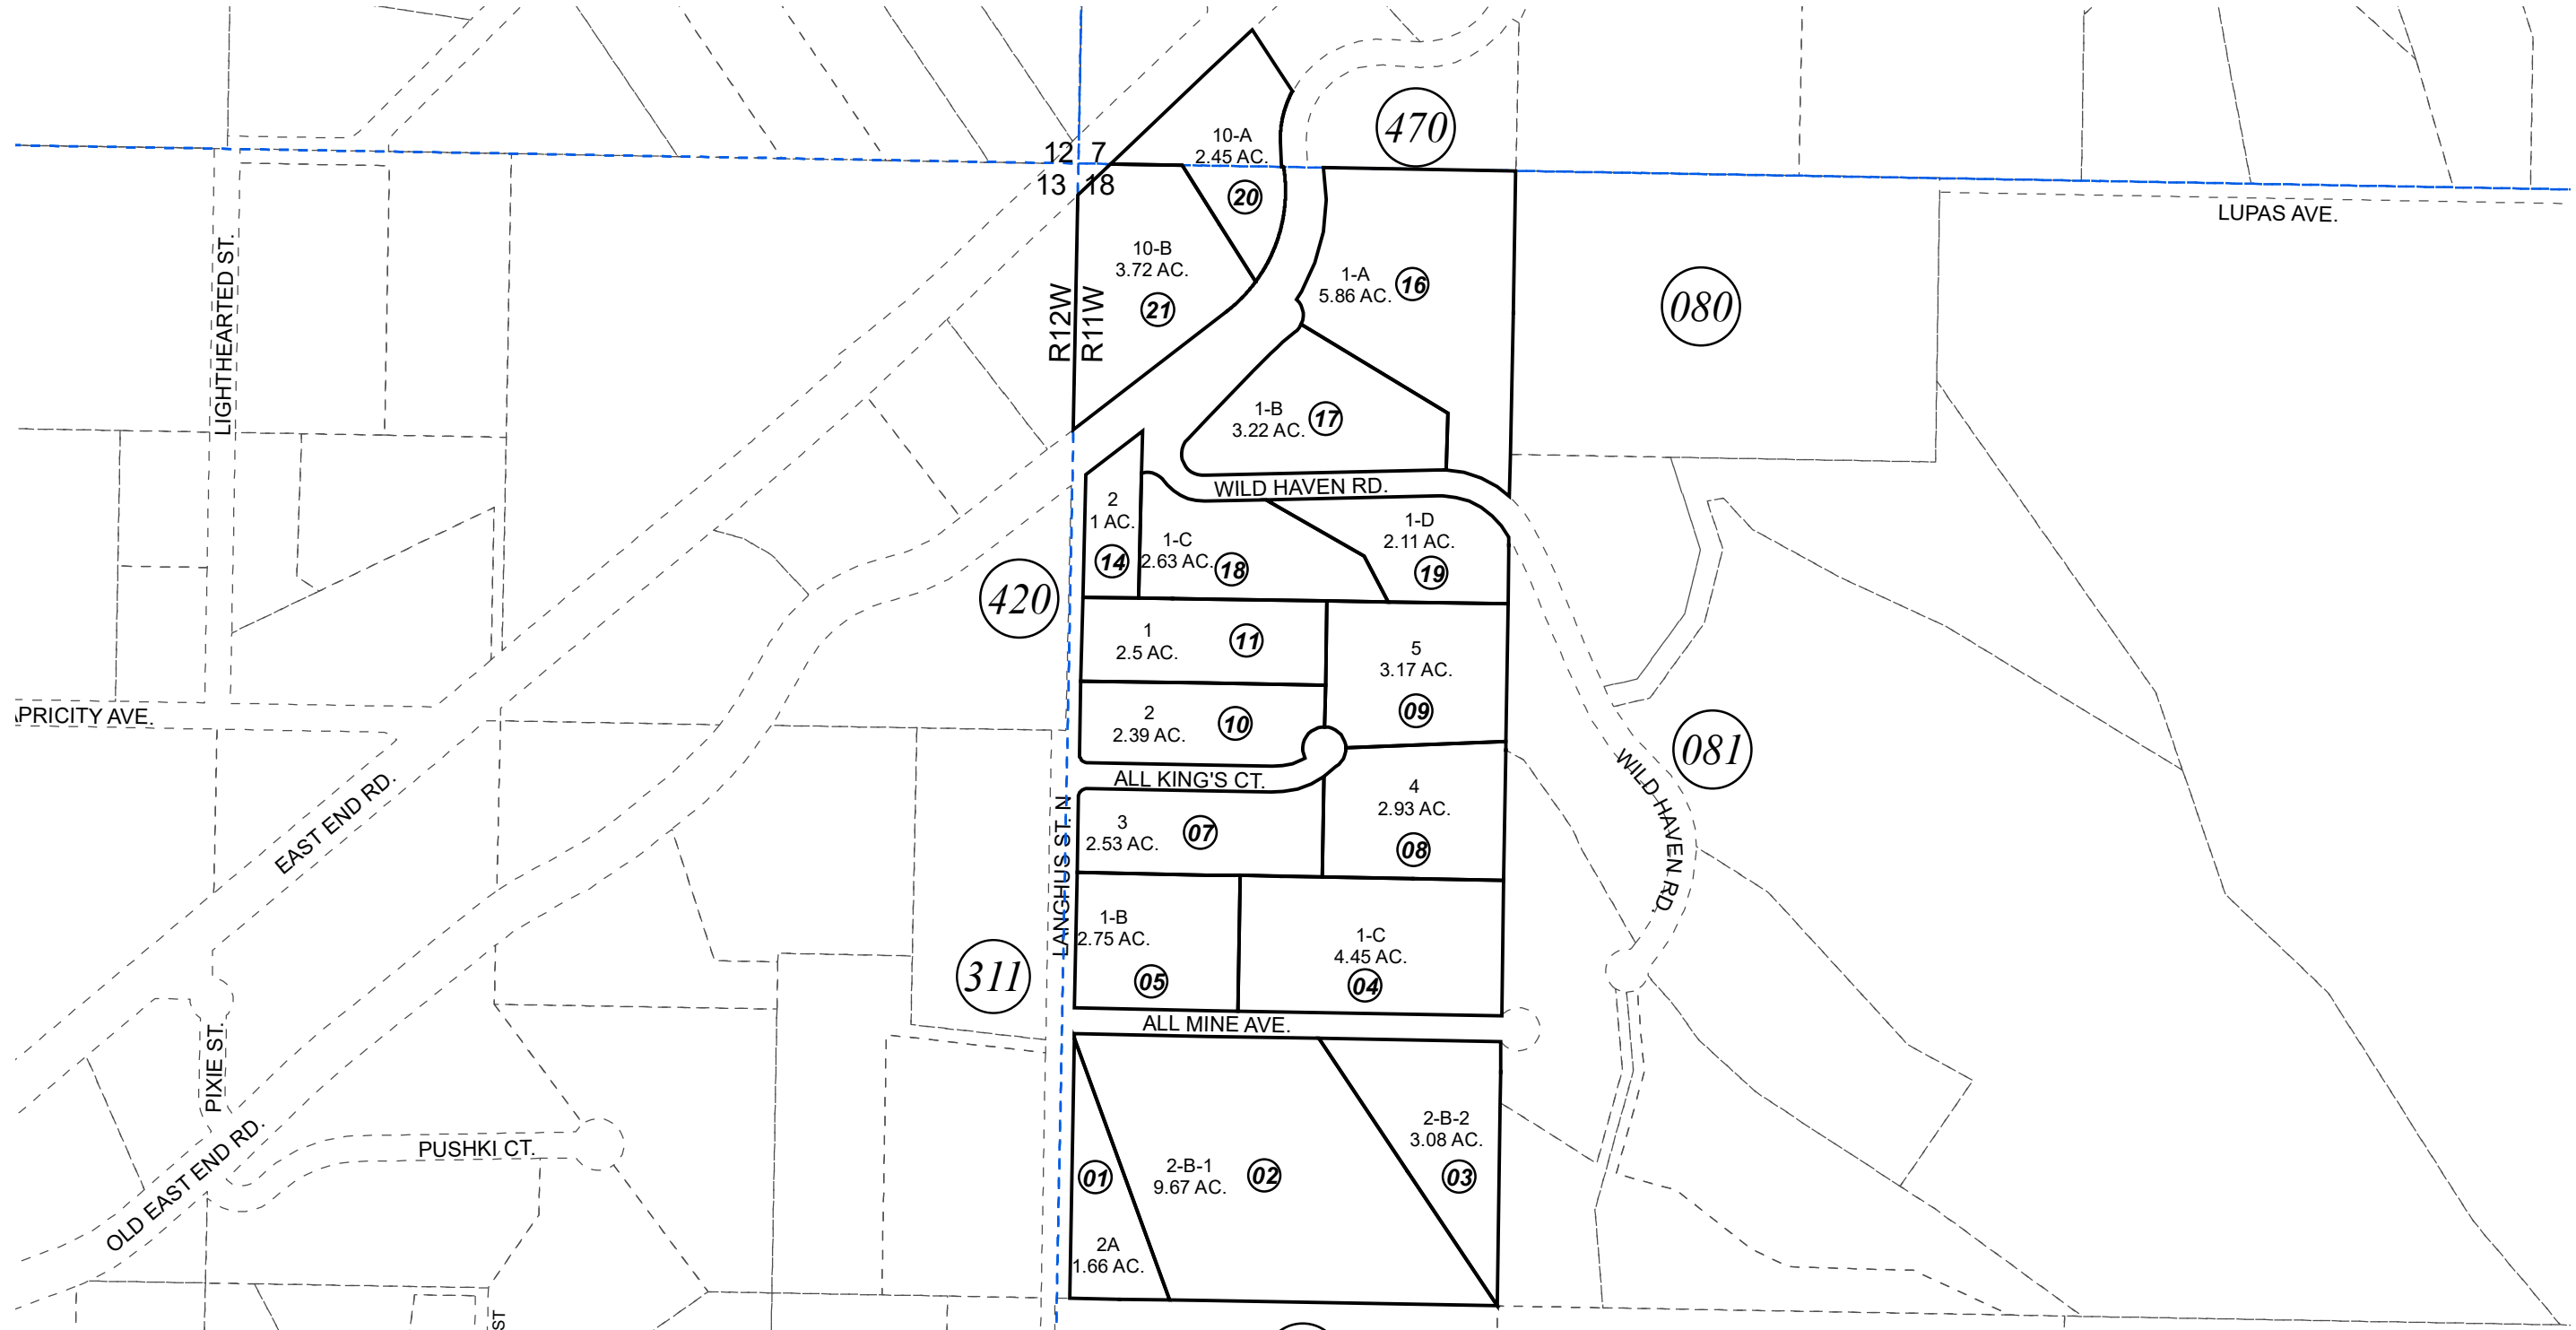 470
12 7
13 18
10-A
2.45 AC.
20
LUPAS AVE.
LIGHTHEARTED ST.
10-B
3.72 AC.
21
R12W
R11W
1-A
5.86 AC.
16
080
1-B
3.22 AC.
17
WILD HAVEN RD.
2
1 AC.
14
1-C
2.63 AC.
18
1-D
2.11 AC.
19
420
1
2.5 AC.
11
5
3.17 AC.
09
2
2.39 AC.
10
APRICITY AVE.
ALL KING'S CT.
WILD HAVEN RD.
081
EAST END RD.
3
2.53 AC.
07
4
2.93 AC.
08
LANGHUS ST. N
1-B
2.75 AC.
05
1-C
4.45 AC.
04
311
ALL MINE AVE.
PIXIE ST.
OLD EAST END RD.
PUSHKI CT.
01
2A
1.66 AC.
2-B-1
9.67 AC.
02
2-B-2
3.08 AC.
03
ST